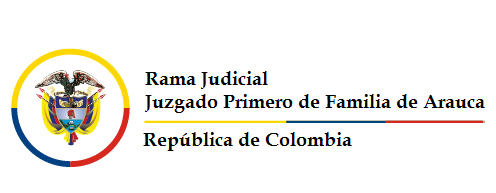 Rama Judicial
Juzgado Primero de Familia de Arauca
República de Colombia